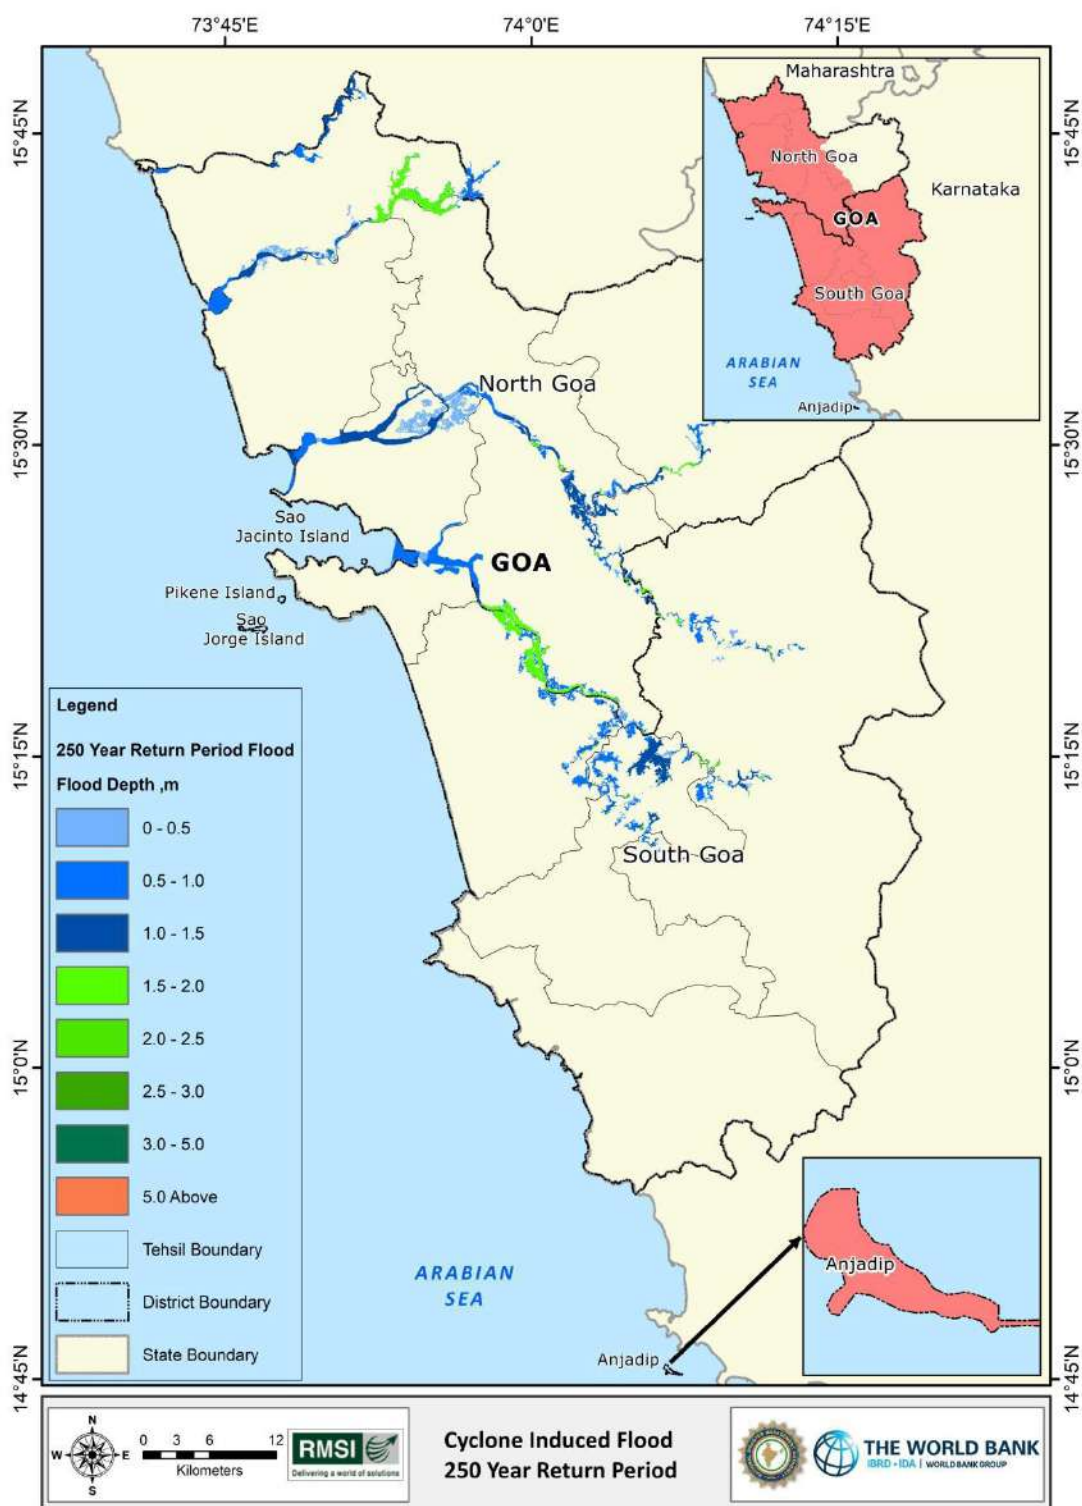 73°45'E
74°0'E
74°15'E
15°45'N
15°45'N
Maharashtra
North Goa
Karnataka
GOA
South Goa
ARABIAN
SEA
Anjadip
North Goa
15°30'N
15°30'N
Sao
Jacinto Island
GOA
Pikene Island
Sao
Jorge Island
15°15'N
15°15'N
South Goa
Legend
250 Year Return Period Flood
Flood Depth ,m
0 - 0.5
0.5 - 1.0
1.0 - 1.5
1.5 - 2.0
2.0 - 2.5
2.5 - 3.0
3.0 - 5.0
5.0 Above
Tehsil Boundary
District Boundary
State Boundary
15°0'N
15°0'N
ARABIAN
SEA
Anjadip
Anjadip
14°45'N
14°45'N
N
W
E
S
0 3 6 12
Kilometers
RMSI
Delivering a world of solutions
Cyclone Induced Flood
250 Year Return Period
THE WORLD BANK
IBRD • IDA | WORLD BANK GROUP